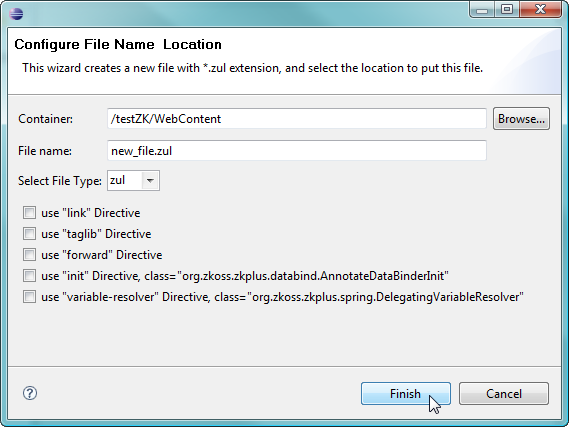 Configure File Name  Location
This wizard creates a new file with *.zul extension, and select the location to put this file.
Container: /testZK/WebContent Browse...
File name: new_file.zul
Select File Type: zul
use "link" Directive
use "taglib" Directive
use "forward" Directive
use "init" Directive, class="org.zkoss.zkplus.databind.AnnotateDataBinderInit"
use "variable-resolver" Directive, class="org.zkoss.zkplus.spring.DelegatingVariableResolver"
? Finish Cancel